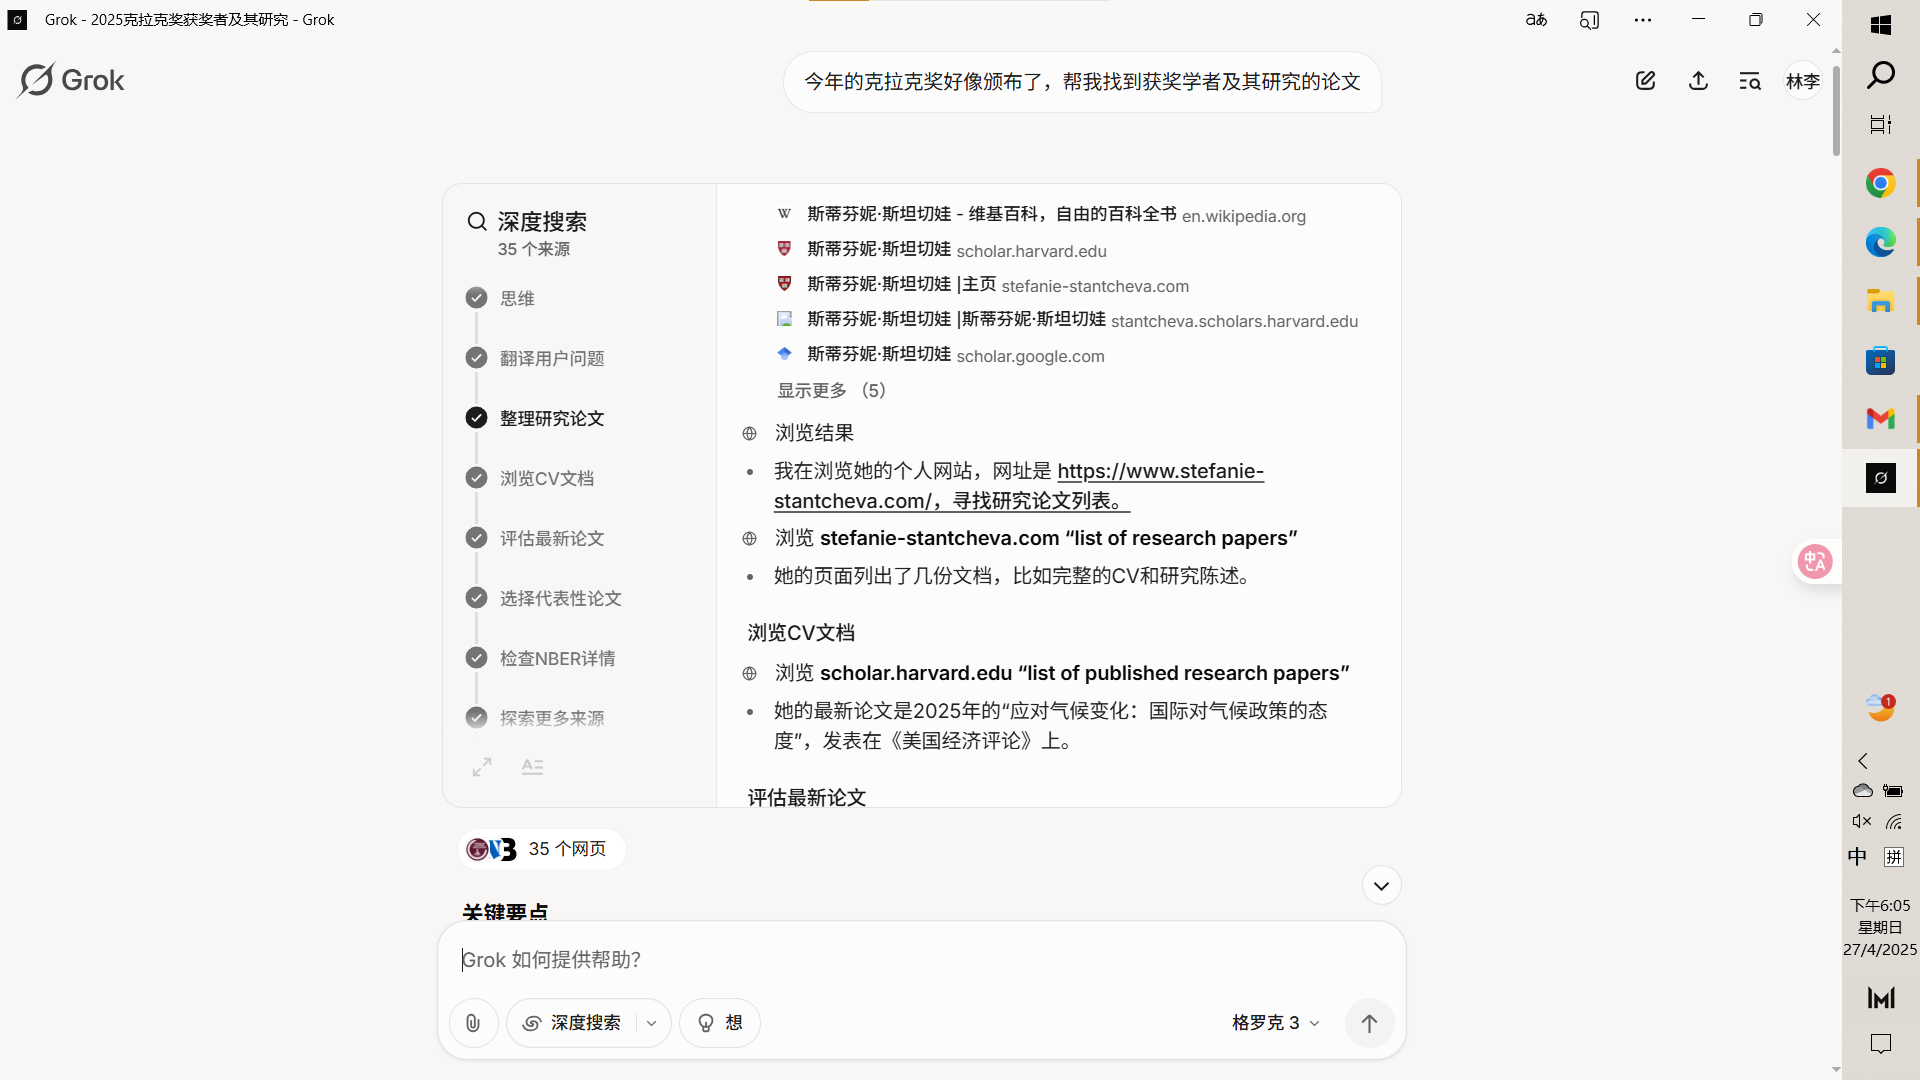 Grok - 2025克拉克奖获奖者及其研究 - Grok
aあ
Grok
今年的克拉克奖好像颁布了，帮我找到获奖学者及其研究的论文
林李
深度搜索
35 个来源
思维
翻译用户问题
整理研究论文
浏览CV文档
评估最新论文
选择代表性论文
检查NBER详情
探索更多来源
W 斯蒂芬妮·斯坦切娃 - 维基百科，自由的百科全书 en.wikipedia.org
斯蒂芬妮·斯坦切娃 scholar.harvard.edu
斯蒂芬妮·斯坦切娃 |主页 stefanie-stantcheva.com
斯蒂芬妮·斯坦切娃 |斯蒂芬妮·斯坦切娃 stantcheva.scholars.harvard.edu
斯蒂芬妮·斯坦切娃 scholar.google.com
显示更多 （5）
浏览结果
• 我在浏览她的个人网站，网址是 https://www.stefanie-
stantcheva.com/，寻找研究论文列表。
浏览 stefanie-stantcheva.com “list of research papers”
• 她的页面列出了几份文档，比如完整的CV和研究陈述。
浏览CV文档
浏览 scholar.harvard.edu “list of published research papers”
• 她的最新论文是2025年的“应对气候变化：国际对气候政策的态
度”，发表在《美国经济评论》上。
评估最新论文
35 个网页
关键要点
Grok 如何提供帮助？
深度搜索
想
格罗克 3
1
中
拼
下午6:05
星期日
27/4/2025